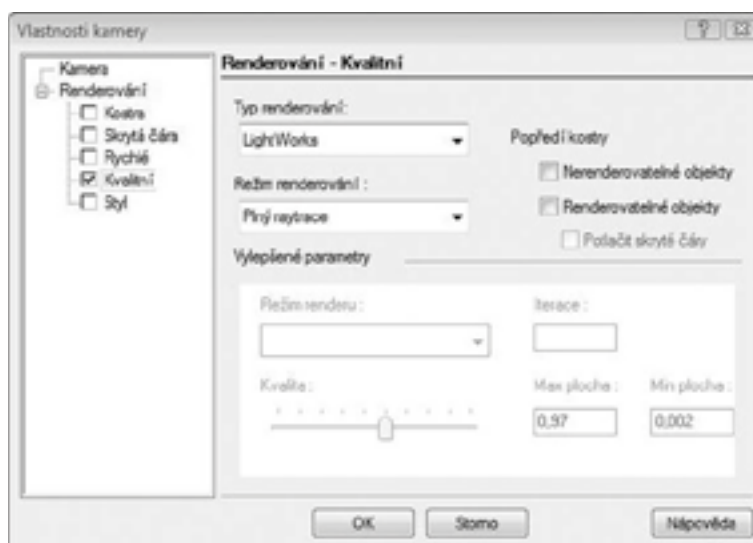 Vlastnosti kamery
Kamera
Renderování
Kostra
Skrytá čára
Rychlé
Kvalitní
Styl
Renderování - Kvalitní
Typ renderování:
LightWorks
Režim renderování :
Plný raytrace
Popředí kostry
Nerenderovatelné objekty
Renderovatelné objekty
Potlačit skryté čáry
Vylepšené parametry
Režim renderu :
Iterace :
Kvalita :
Max plocha :
Min plocha :
0,97
0,002
OK
Storno
Nápověda